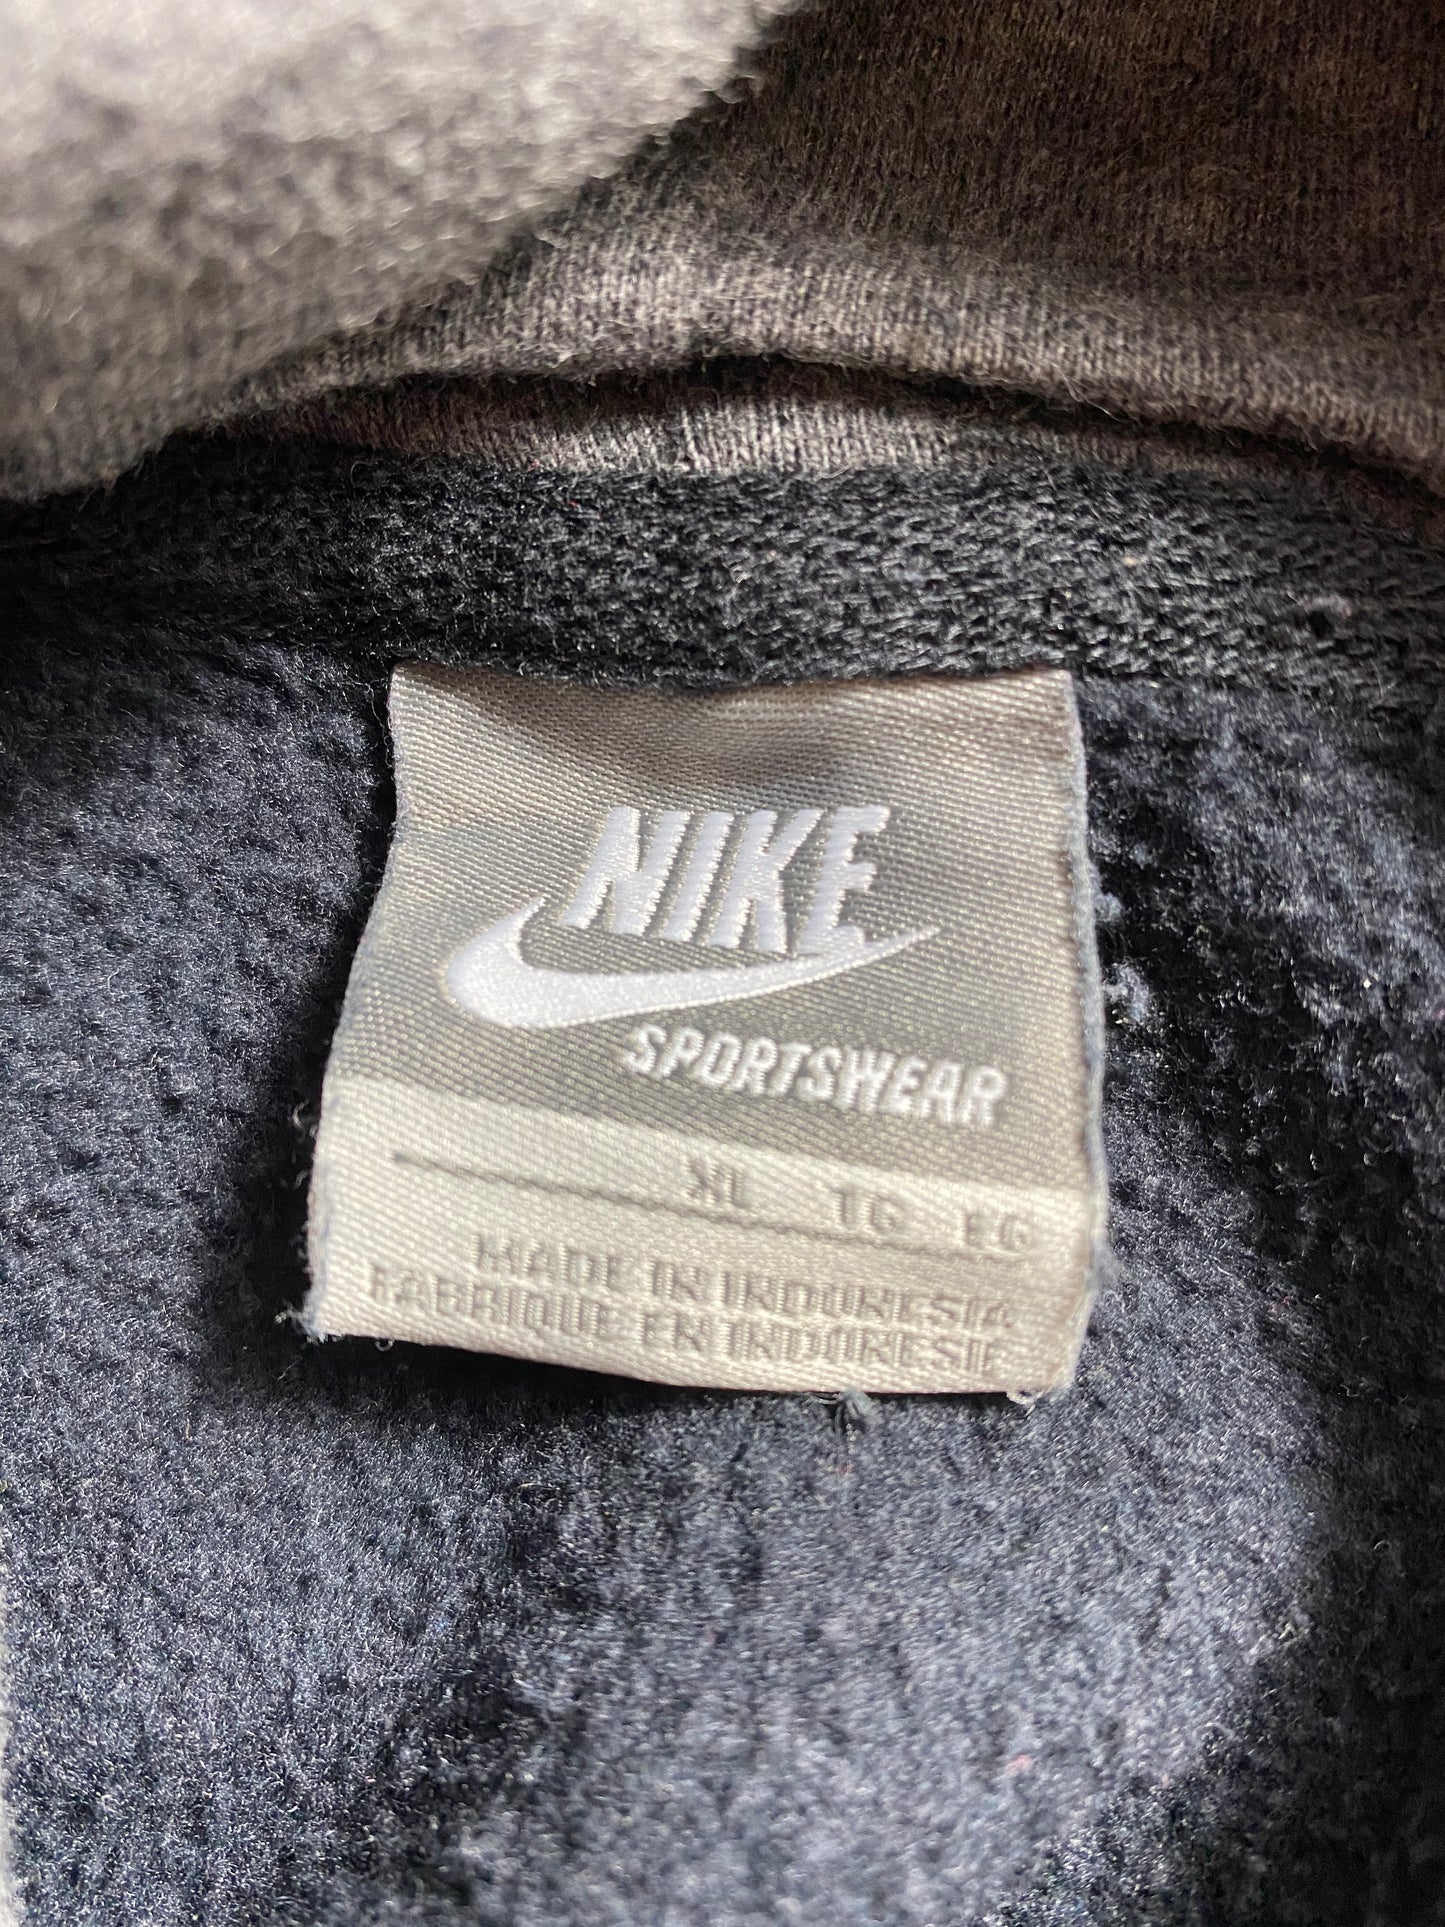 NIKE
SPORTSWEAR
XL TG EG
MADE IN INDONESIA
FABRIQUE EN INDONESIE